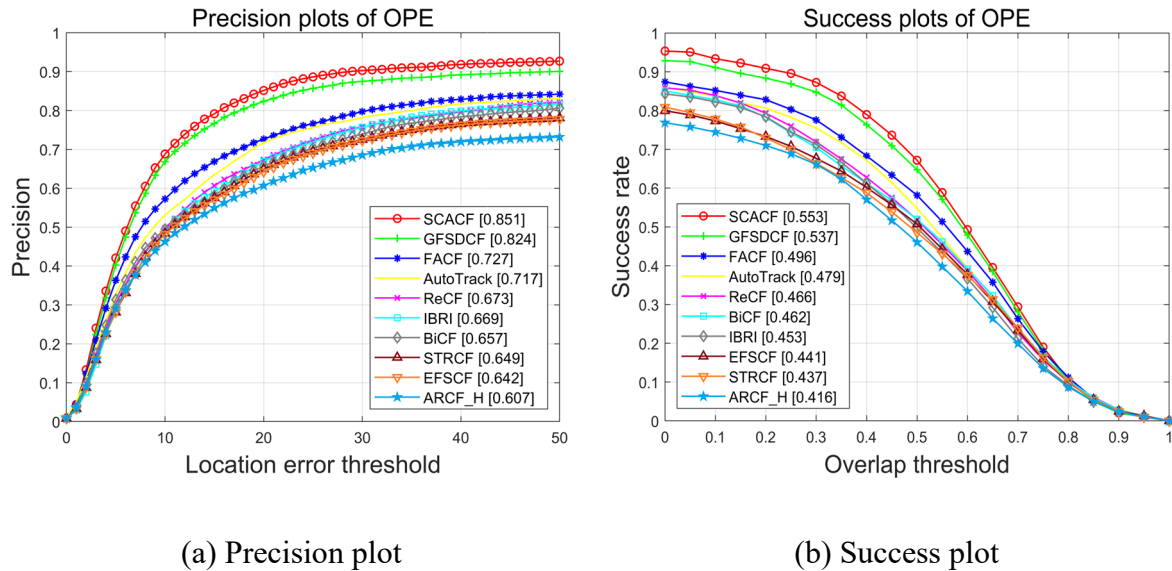 Precision plots of OPE
1
0.9
0.8
0.7
0.6
0.5
0.4
0.3
0.2
0.1
0
Precision
SCACF [0.851]
GFSDCF [0.824]
FACF [0.727]
AutoTrack [0.717]
ReCF [0.673]
IBRI [0.669]
BiCF [0.657]
STRCF [0.649]
EFSCF [0.642]
ARCF_H [0.607]
0 10 20 30 40 50
Location error threshold
(a) Precision plot
Success plots of OPE
1
0.9
0.8
0.7
0.6
0.5
0.4
0.3
0.2
0.1
0
Success rate
SCACF [0.553]
GFSDCF [0.537]
FACF [0.496]
AutoTrack [0.479]
ReCF [0.466]
BiCF [0.462]
IBRI [0.453]
EFSCF [0.441]
STRCF [0.437]
ARCF_H [0.416]
0 0.1 0.2 0.3 0.4 0.5 0.6 0.7 0.8 0.9 1
Overlap threshold
(b) Success plot